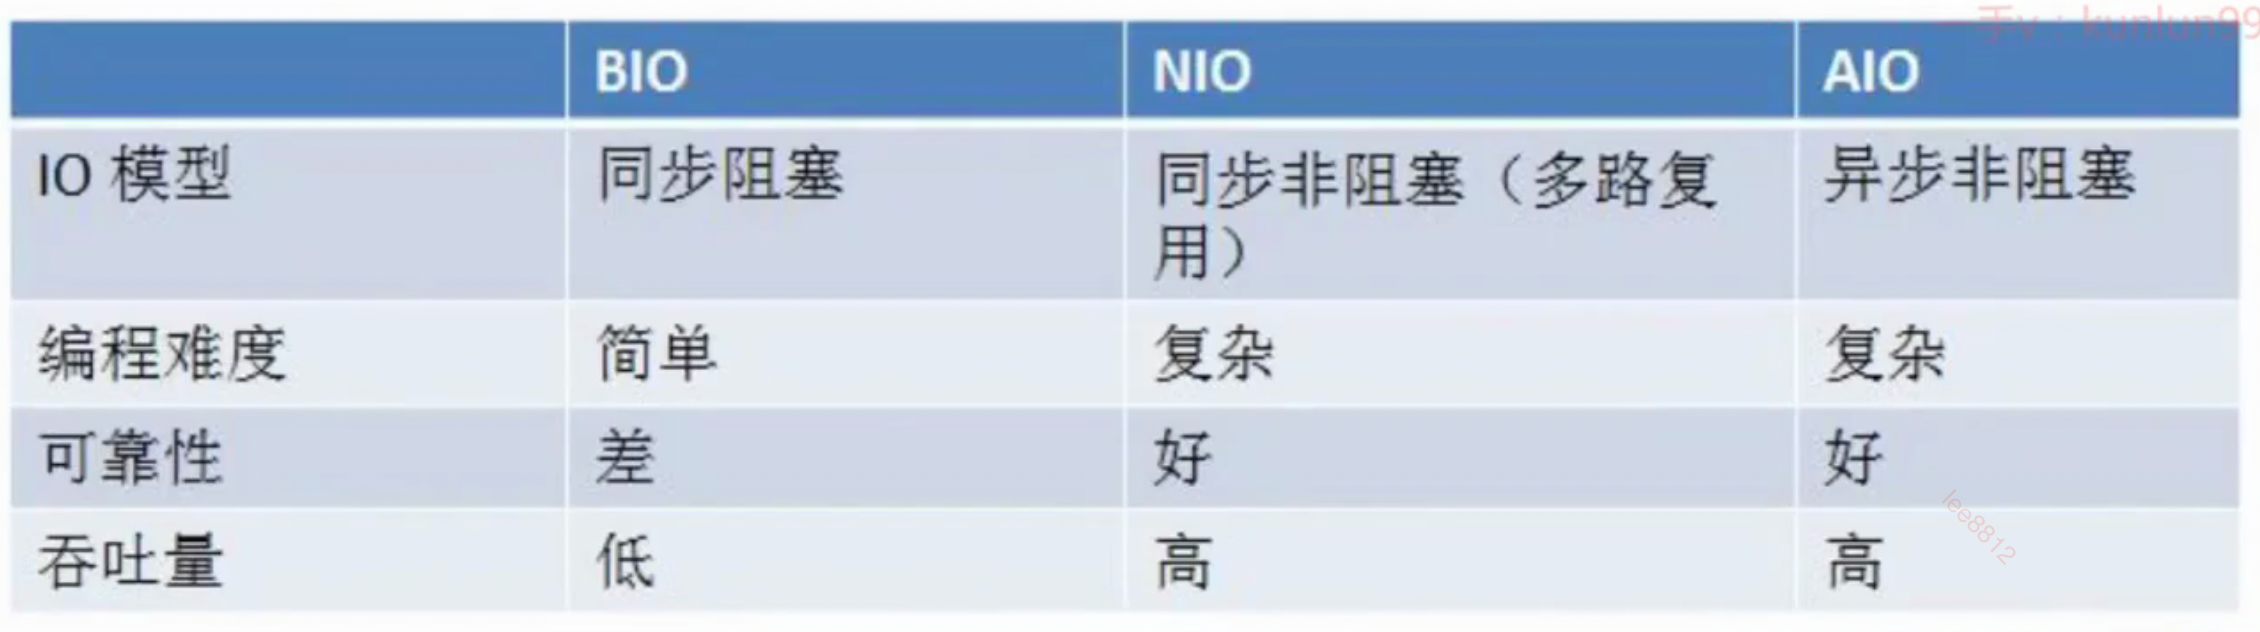 一手v：kunlun99
BIO NIO AIO
IO 模型 同步阻塞 同步非阻塞（多路复 异步非阻塞
用）
编程难度 简单 复杂 复杂
可靠性 差 好 好
吞吐量 低 高 高
lee8812